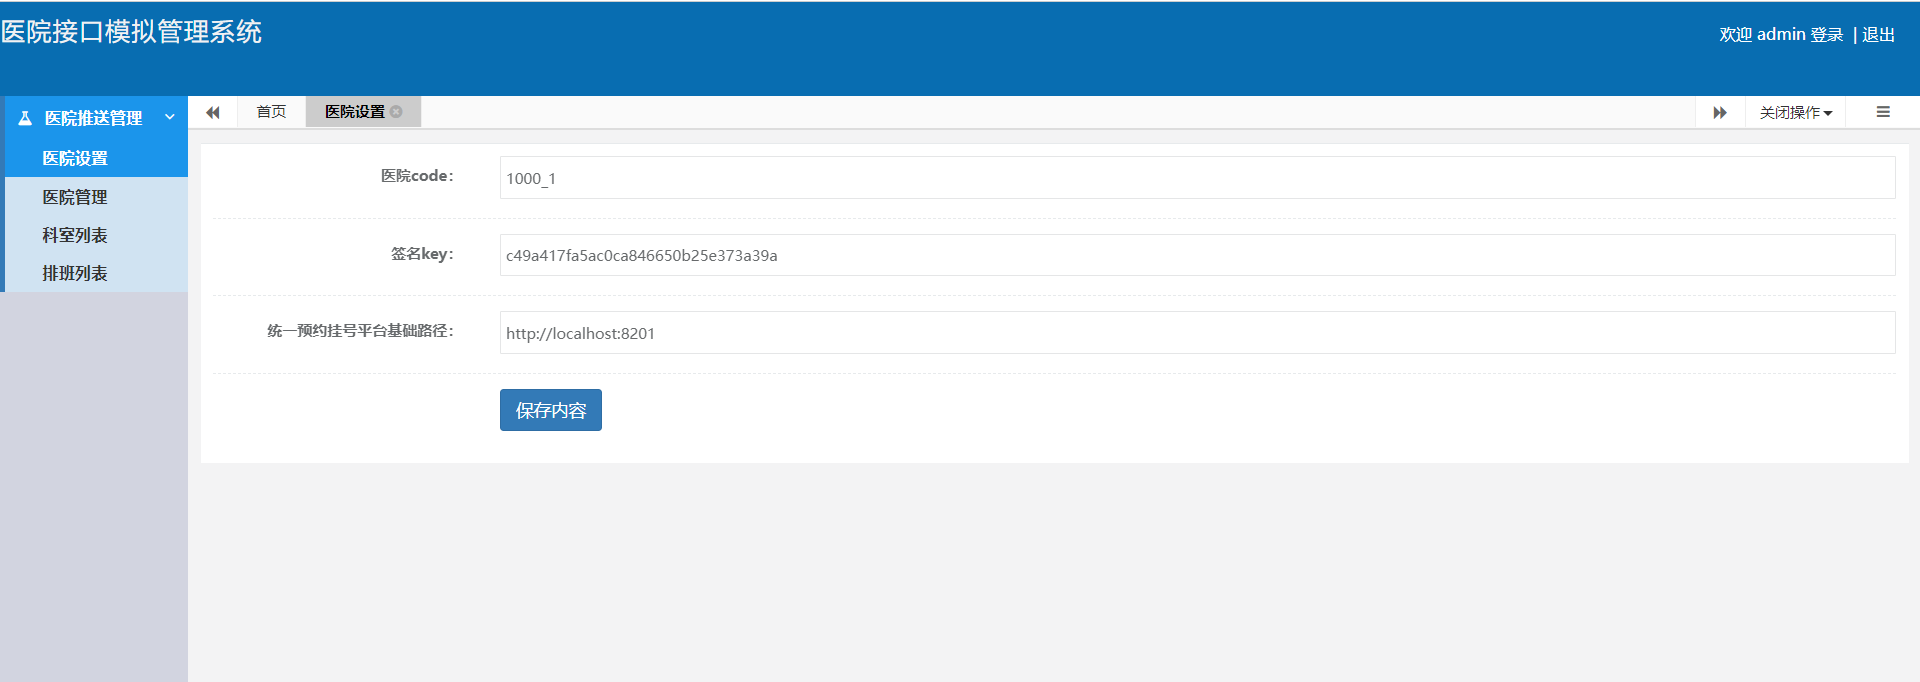 医院接口模拟管理系统
欢迎 admin 登录 | 退出
医院推送管理
医院设置
医院管理
科室列表
排班列表
首页
医院设置
关闭操作
医院code：
1000_1
签名key：
c49a417fa5ac0ca846650b25e373a39a
统一预约挂号平台基础路径：
http://localhost:8201
保存内容